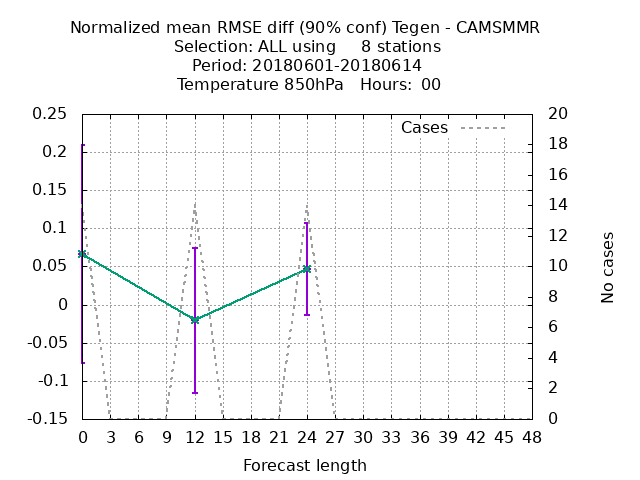 Normalized mean RMSE diff (90% conf) Tegen - CAMSMMR
Selection: ALL using 8 stations
Period: 20180601-20180614
Temperature 850hPa Hours: 00
Cases
0.25
0.2
0.15
0.1
0.05
0
-0.05
-0.1
-0.15
20
18
16
14
12
10
8
6
4
2
0
No cases
0 3 6 9 12 15 18 21 24 27 30 33 36 39 42 45 48
Forecast length